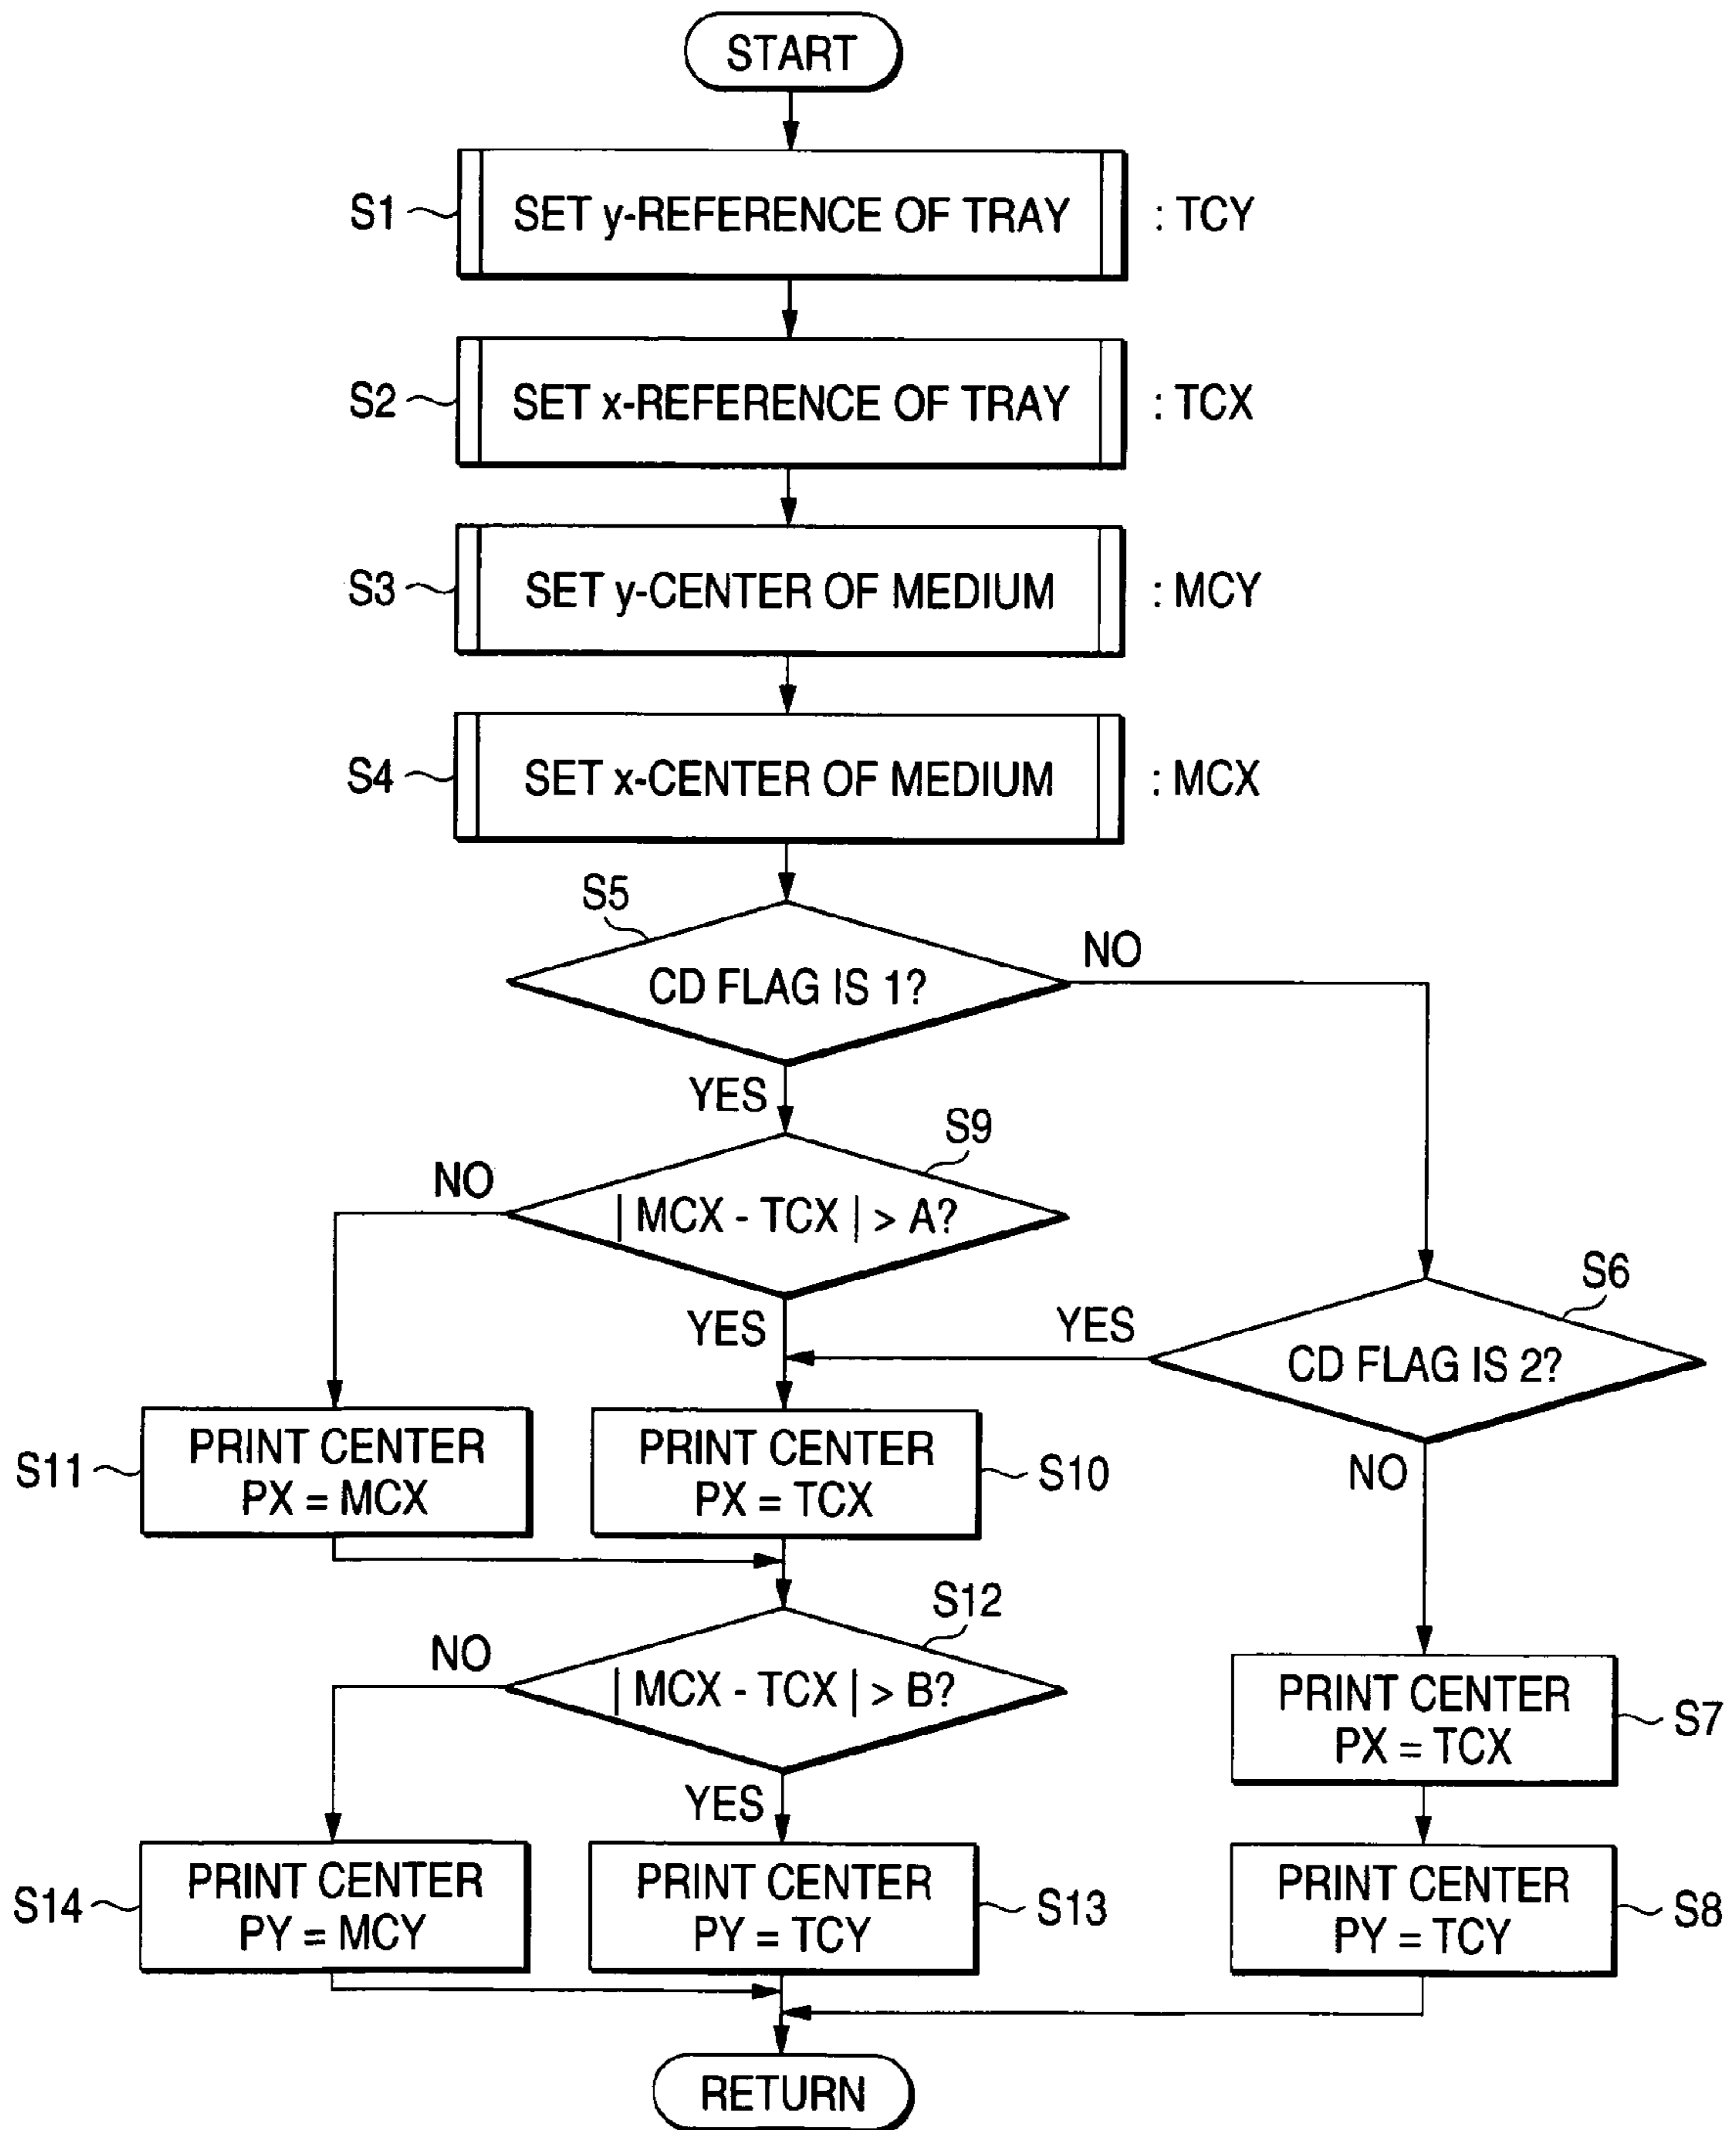 START
S1
SET y-REFERENCE OF TRAY
: TCY
S2
SET x-REFERENCE OF TRAY
: TCX
S3
SET y-CENTER OF MEDIUM
: MCY
S4
SET x-CENTER OF MEDIUM
: MCX
S5
CD FLAG IS 1?
NO
YES
S9
NO
| MCX - TCX | > A?
YES
S6
YES
CD FLAG IS 2?
NO
S11
PRINT CENTER
PX = MCX
PRINT CENTER
PX = TCX
S10
S12
NO
| MCX - TCX | > B?
YES
PRINT CENTER
PX = TCX
S7
S14
PRINT CENTER
PY = MCY
PRINT CENTER
PY = TCY
S13
PRINT CENTER
PY = TCY
S8
RETURN